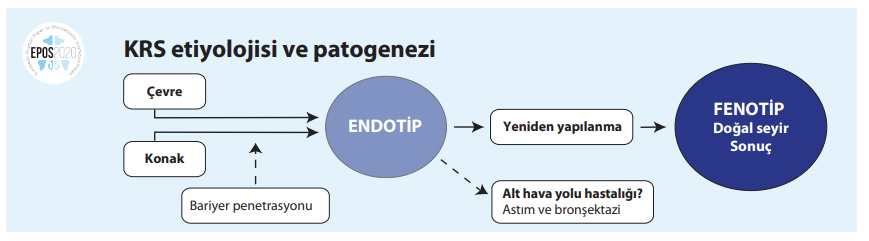 EPOS2020
KRS etiyolojisi ve patogenezi
Çevre
Konak
Bariyer penetrasyonu
ENDOTİP
Yeniden yapılanma
Alt hava yolu hastalığı?
Astım ve bronşektazi
FENOTİP
Doğal seyir
Sonuç